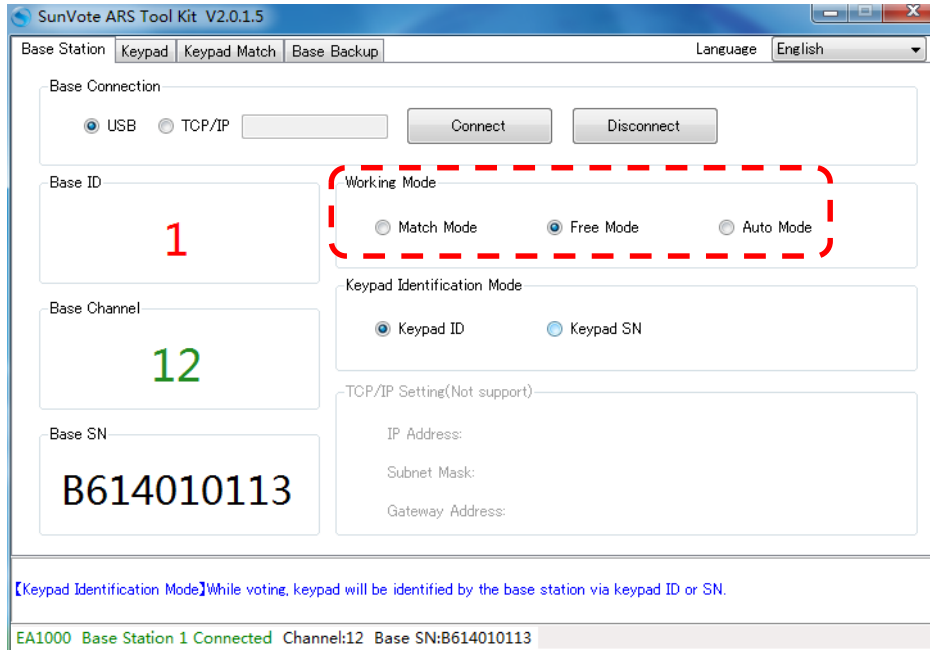 SunVote ARS Tool Kit V2.0.1.5
Base Station Keypad Keypad Match Base Backup Language English
Base Connection
USB TCP/IP Connect Disconnect
Base ID
1
Working Mode
Match Mode Free Mode Auto Mode
Base Channel
12
Keypad Identification Mode
Keypad ID Keypad SN
Base SN
B614010113
TCP/IP Setting(Not support)
IP Address:
Subnet Mask:
Gateway Address:
【Keypad Identification Mode】While voting, keypad will be identified by the base station via keypad ID or SN.
EA1000 Base Station 1 Connected Channel:12 Base SN:B614010113